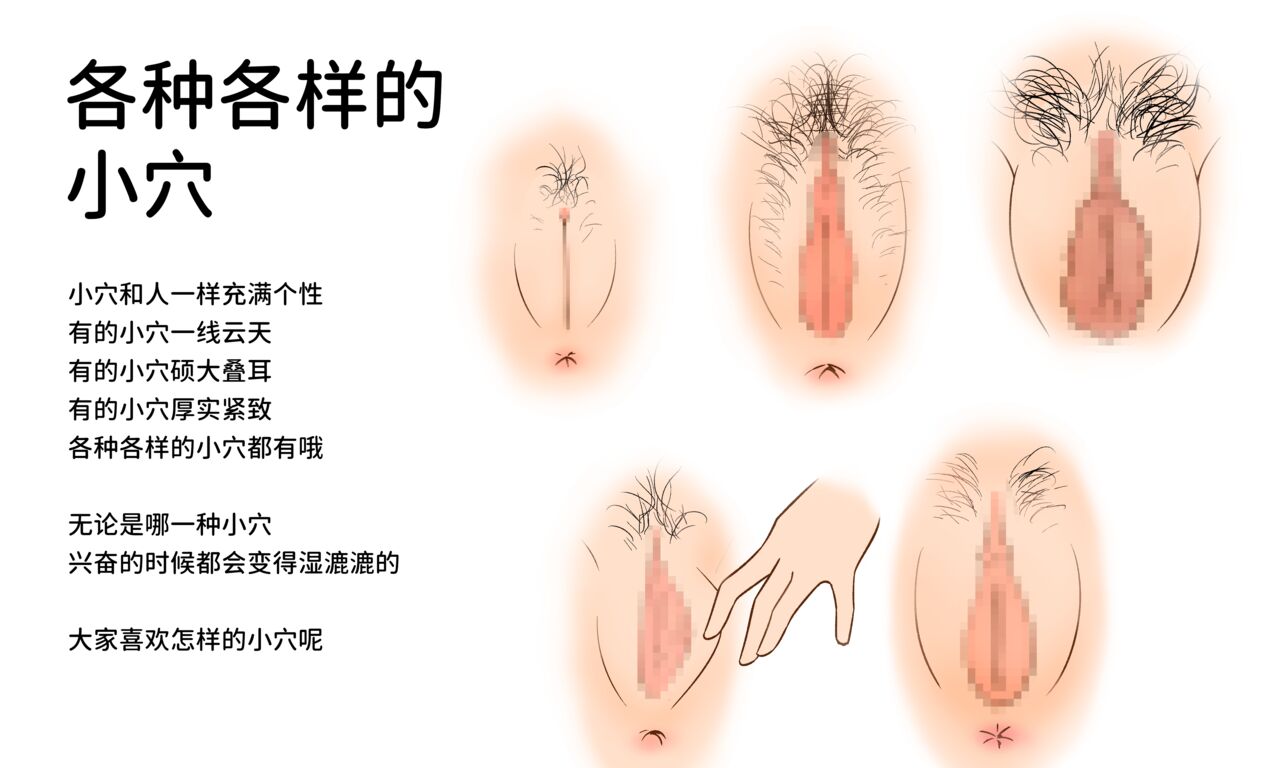 各种各样的
小穴
小穴和人一样充满个性
有的小穴一线云天
有的小穴硕大叠耳
有的小穴厚实紧致
各种各样的小穴都有哦
无论是哪一种小穴
兴奋的时候都会变得湿漉漉的
大家喜欢怎样的小穴呢